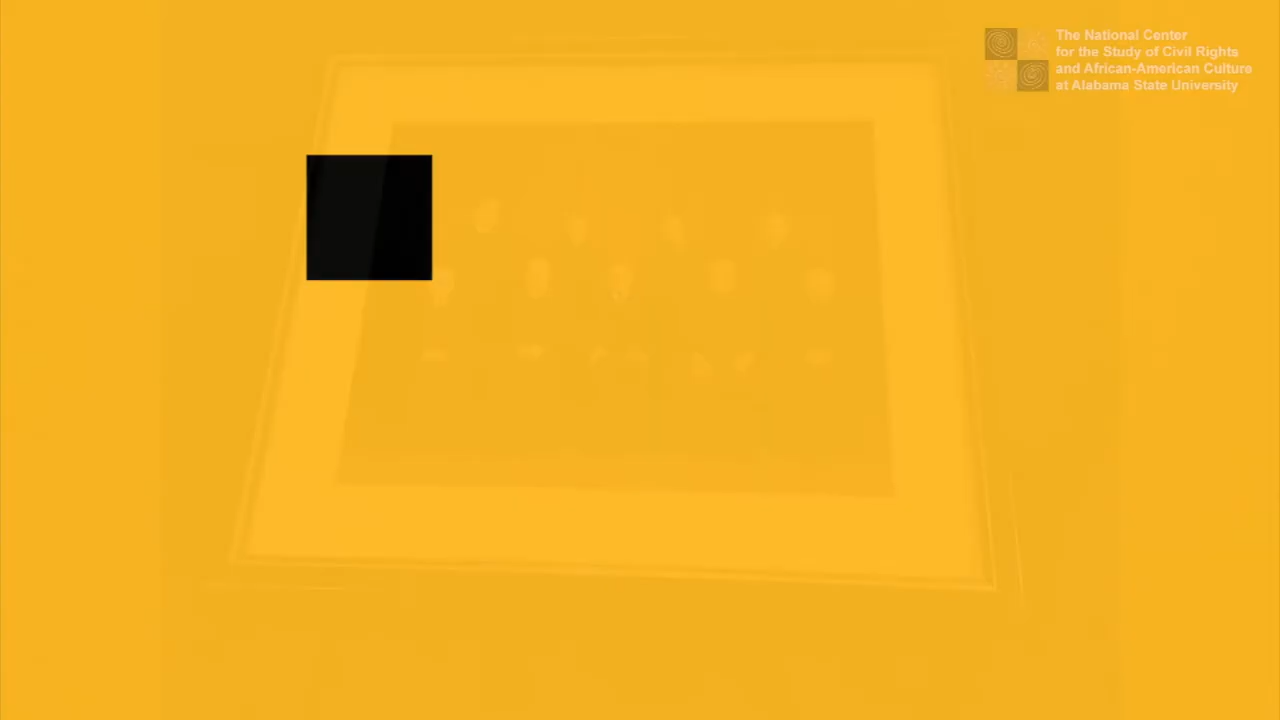 The National Center
for the Study of Civil Rights
and African-American Culture
at Alabama State University